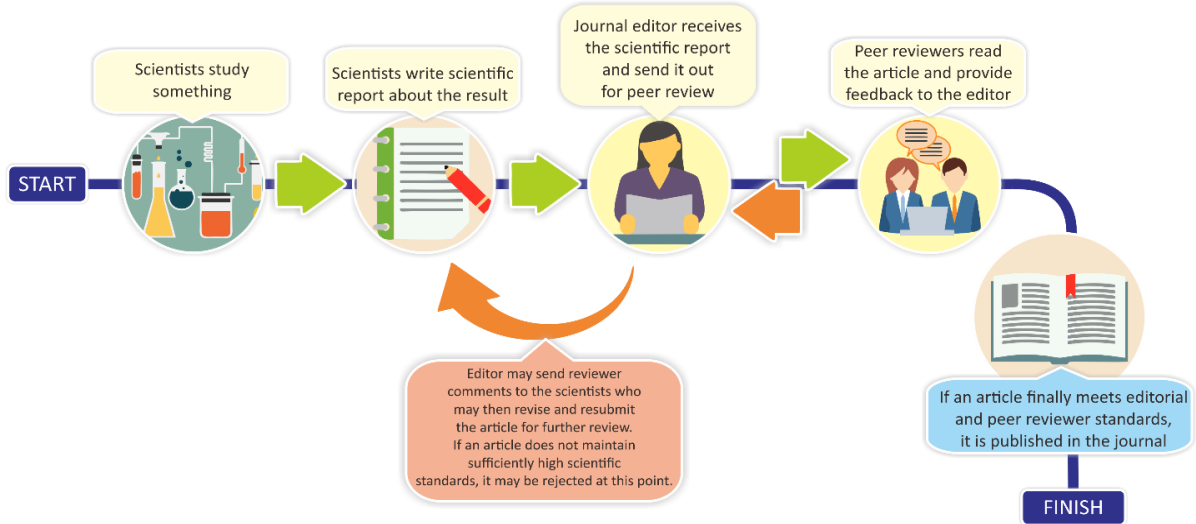 START
Scientists study
something
Scientists write scientific
report about the result
Journal editor receives
the scientific report
and send it out
for peer review
Peer reviewers read
the article and provide
feedback to the editor
Editor may send reviewer
comments to the scientists who
may then revise and resubmit
the article for further review.
If an article does not maintain
sufficiently high scientific
standards, it may be rejected at this point.
If an article finally meets editorial
and peer reviewer standards,
it is published in the journal
FINISH